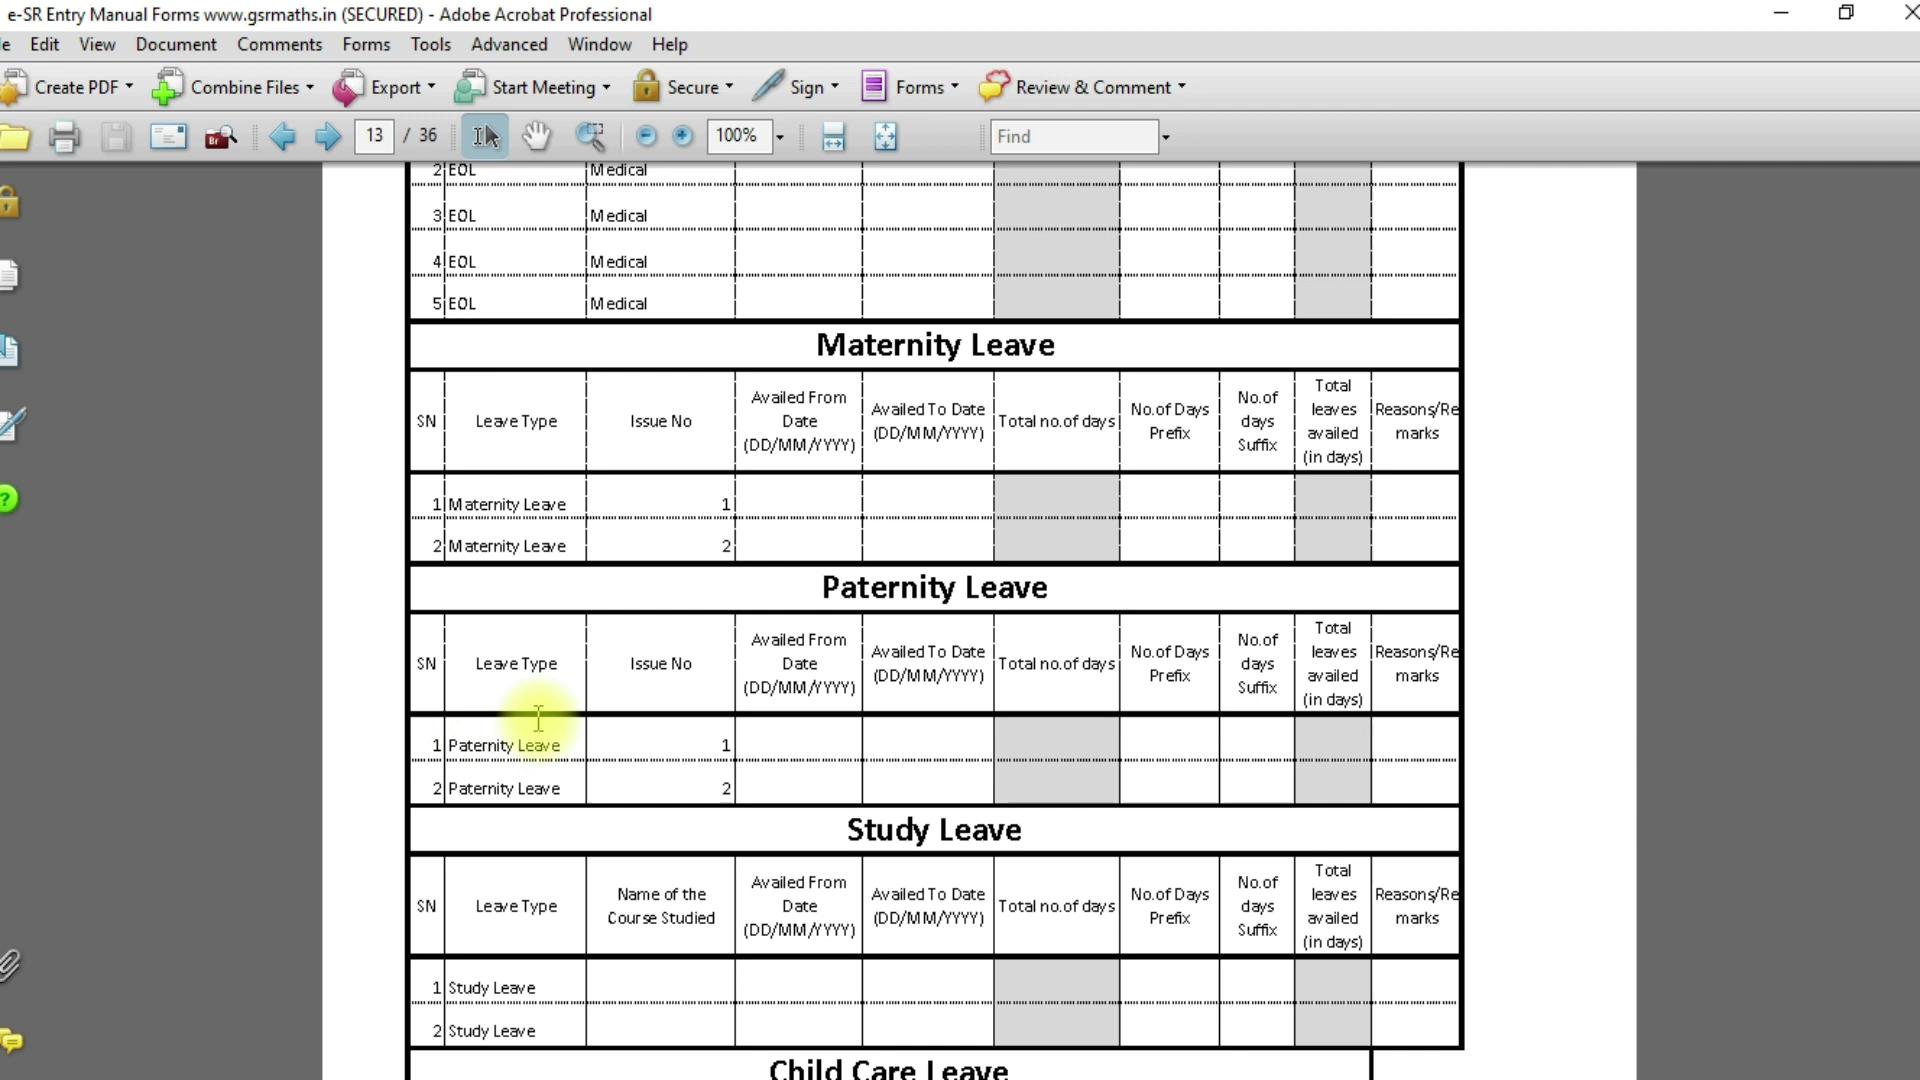 e-SR Entry Manual Forms www.gsrmaths.in (SECURED) - Adobe Acrobat Professional
Edit View Document Comments Forms Tools Advanced Window Help
Create PDF Combine Files Export Start Meeting Secure Sign Forms Review & Comment
13 / 36 100% Find
2 EOL Medical
3 EOL Medical
4 EOL Medical
5 EOL Medical
Maternity Leave
SN Leave Type Issue No Availed From Date (DD/MM/YYYY) Availed To Date (DD/MM/YYYY) Total no.of days No.of Days Prefix No.of days Suffix Total leaves availed (in days) Reasons/Remarks
1 Maternity Leave 1
2 Maternity Leave 2
Paternity Leave
SN Leave Type Issue No Availed From Date (DD/MM/YYYY) Availed To Date (DD/MM/YYYY) Total no.of days No.of Days Prefix No.of days Suffix Total leaves availed (in days) Reasons/Remarks
1 Paternity Leave 1
2 Paternity Leave 2
Study Leave
SN Leave Type Name of the Course Studied Availed From Date (DD/MM/YYYY) Availed To Date (DD/MM/YYYY) Total no.of days No.of Days Prefix No.of days Suffix Total leaves availed (in days) Reasons/Remarks
1 Study Leave
2 Study Leave
Child Care Leave